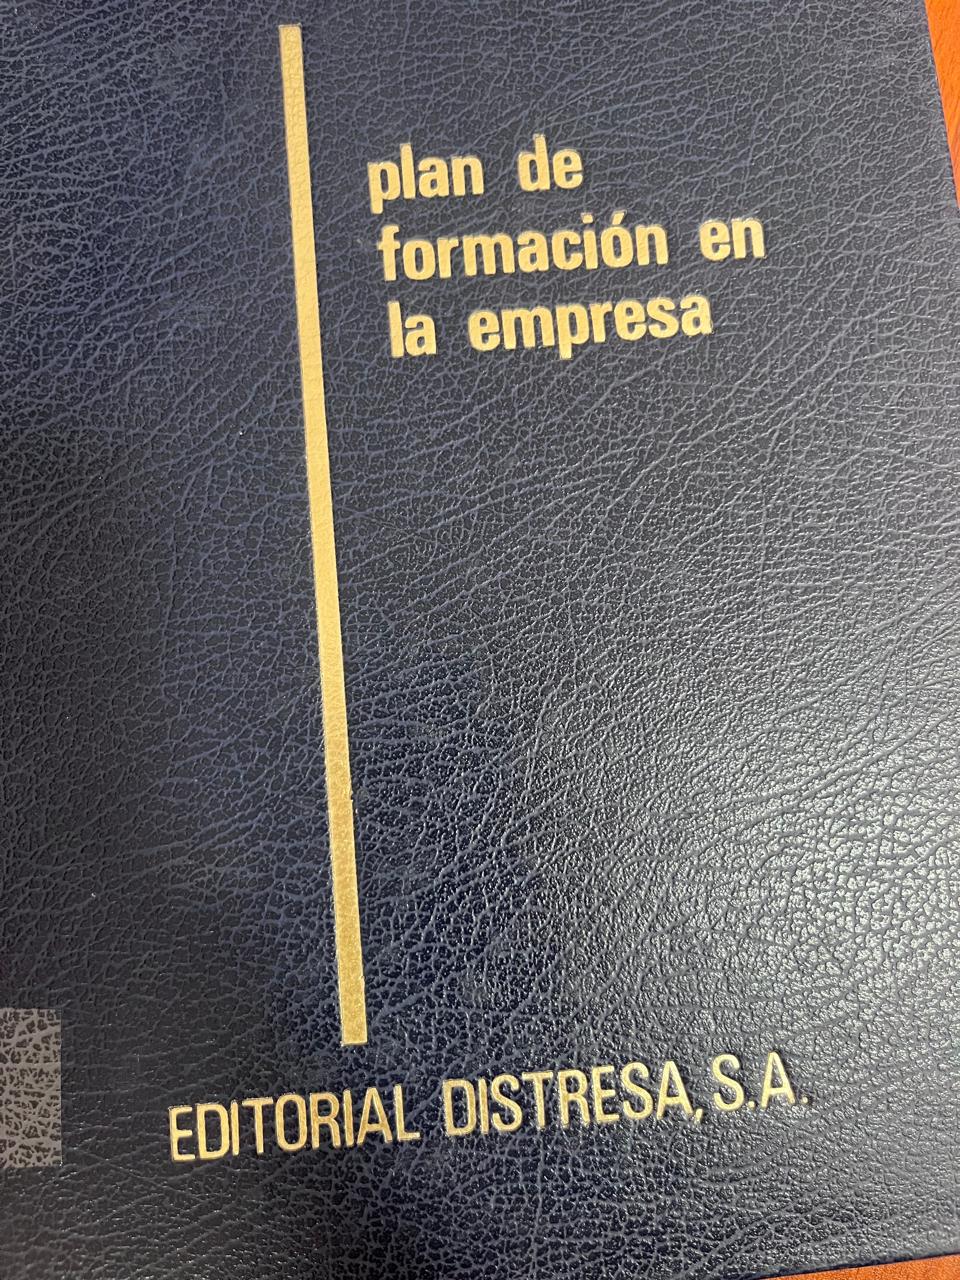 plan de
formación en
la empresa
EDITORIAL DISTRESA, S.A.